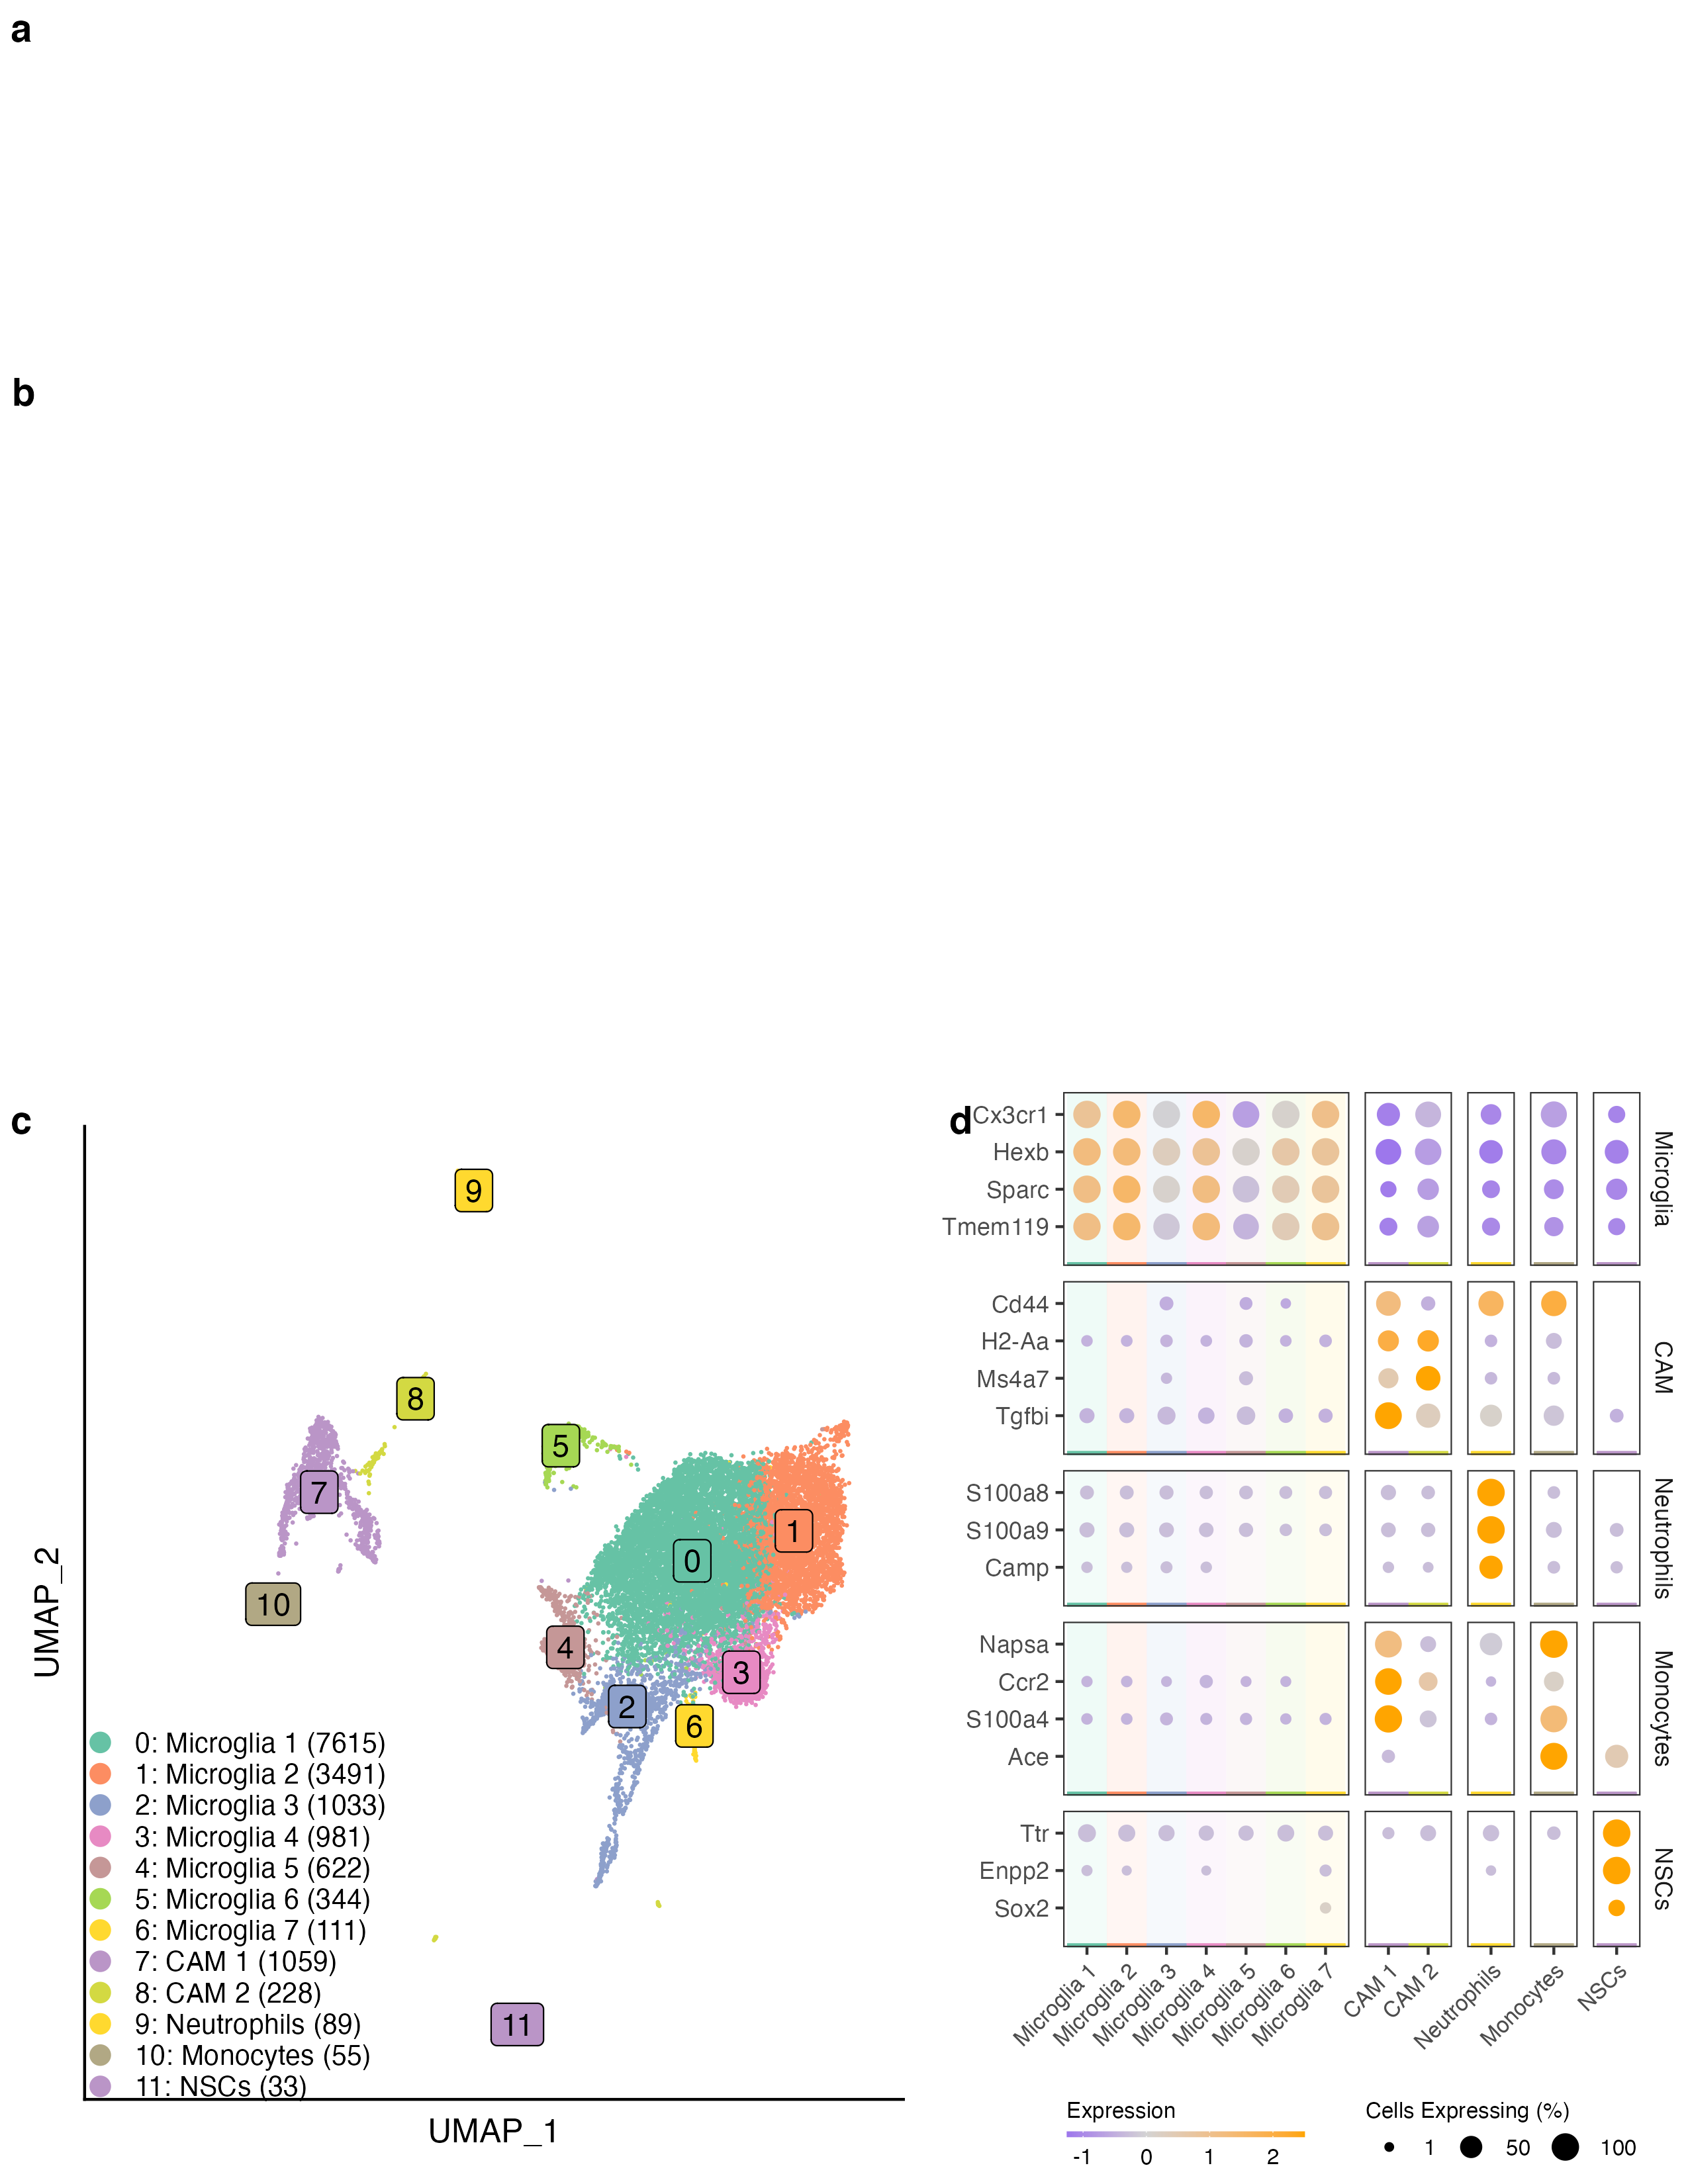 a
b
c
9
8
7
5
1
0
10
4
3
2
6
11
UMAP_2
0: Microglia 1 (7615)
1: Microglia 2 (3491)
2: Microglia 3 (1033)
3: Microglia 4 (981)
4: Microglia 5 (622)
5: Microglia 6 (344)
6: Microglia 7 (111)
7: CAM 1 (1059)
8: CAM 2 (228)
9: Neutrophils (89)
10: Monocytes (55)
11: NSCs (33)
UMAP_1
d
Cx3cr1
Hexb
Sparc
Tmem119
Microglia
Cd44
H2-Aa
Ms4a7
Tgfbi
CAM
S100a8
S100a9
Camp
Neutrophils
Napsa
Ccr2
S100a4
Ace
Monocytes
Ttr
Enpp2
Sox2
NSCs
Microglia 1
Microglia 2
Microglia 3
Microglia 4
Microglia 5
Microglia 6
Microglia 7
CAM 1
CAM 2
Neutrophils
Monocytes
NSCs
Expression
-1 0 1 2
Cells Expressing (%)
1 50 100